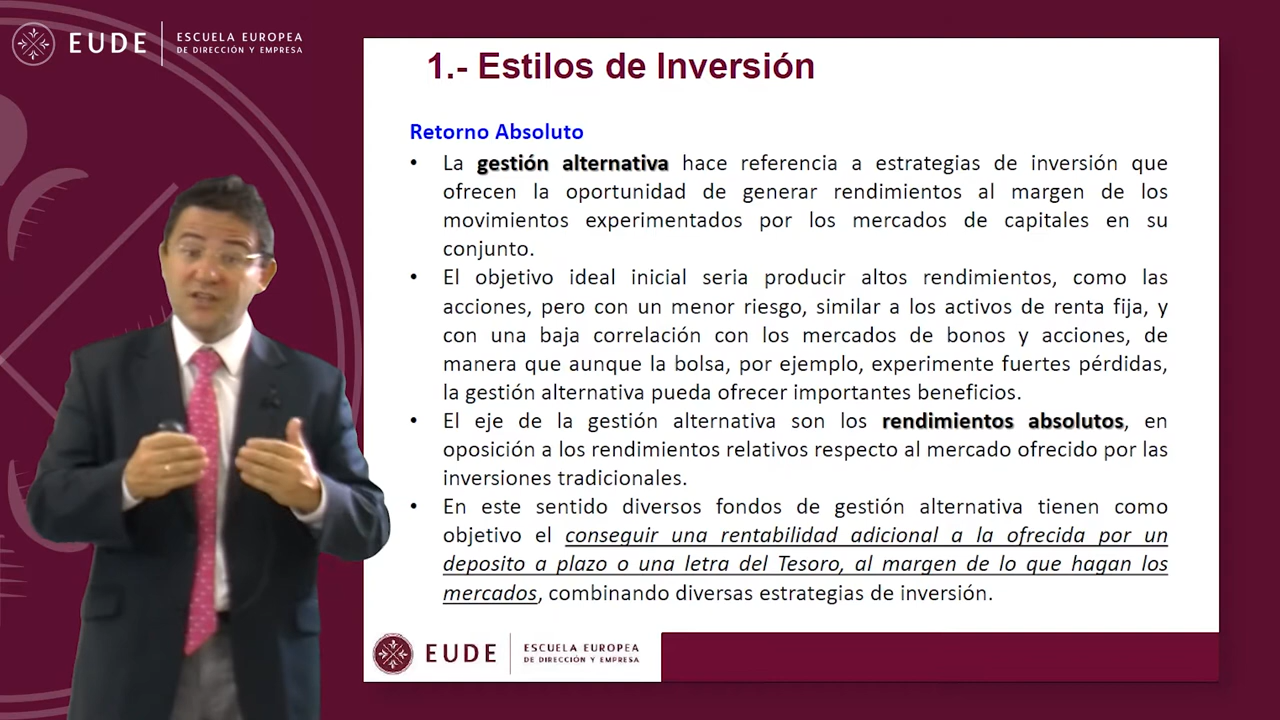 EUDE
ESCUELA EUROPEA
DE DIRECCIÓN Y EMPRESA
1.- Estilos de Inversión
Retorno Absoluto
• La gestión alternativa hace referencia a estrategias de inversión que
ofrecen la oportunidad de generar rendimientos al margen de los
movimientos experimentados por los mercados de capitales en su
conjunto.
• El objetivo ideal inicial seria producir altos rendimientos, como las
acciones, pero con un menor riesgo, similar a los activos de renta fija, y
con una baja correlación con los mercados de bonos y acciones, de
manera que aunque la bolsa, por ejemplo, experimente fuertes pérdidas,
la gestión alternativa pueda ofrecer importantes beneficios.
• El eje de la gestión alternativa son los rendimientos absolutos, en
oposición a los rendimientos relativos respecto al mercado ofrecido por las
inversiones tradicionales.
• En este sentido diversos fondos de gestión alternativa tienen como
objetivo el conseguir una rentabilidad adicional a la ofrecida por un
deposito a plazo o una letra del Tesoro, al margen de lo que hagan los
mercados, combinando diversas estrategias de inversión.
EUDE
ESCUELA EUROPEA
DE DIRECCIÓN Y EMPRESA